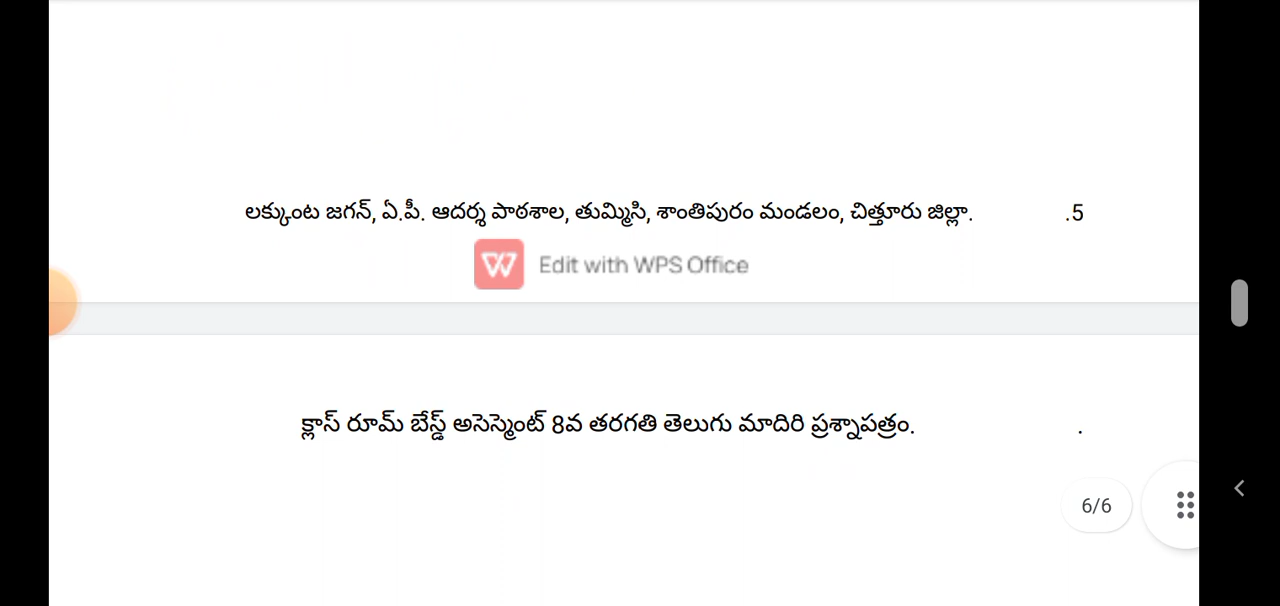 లక్కుంట జగన్, ఏ.పీ. ఆదర్శ పాఠశాల, తుమ్మిసి, శాంతిపురం మండలం, చిత్తూరు జిల్లా. .5
Edit with WPS Office
క్లాస్ రూమ్ బేస్డ్ అసెస్మెంట్ 8వ తరగతి తెలుగు మాదిరి ప్రశ్నాపత్రం. .
6/6